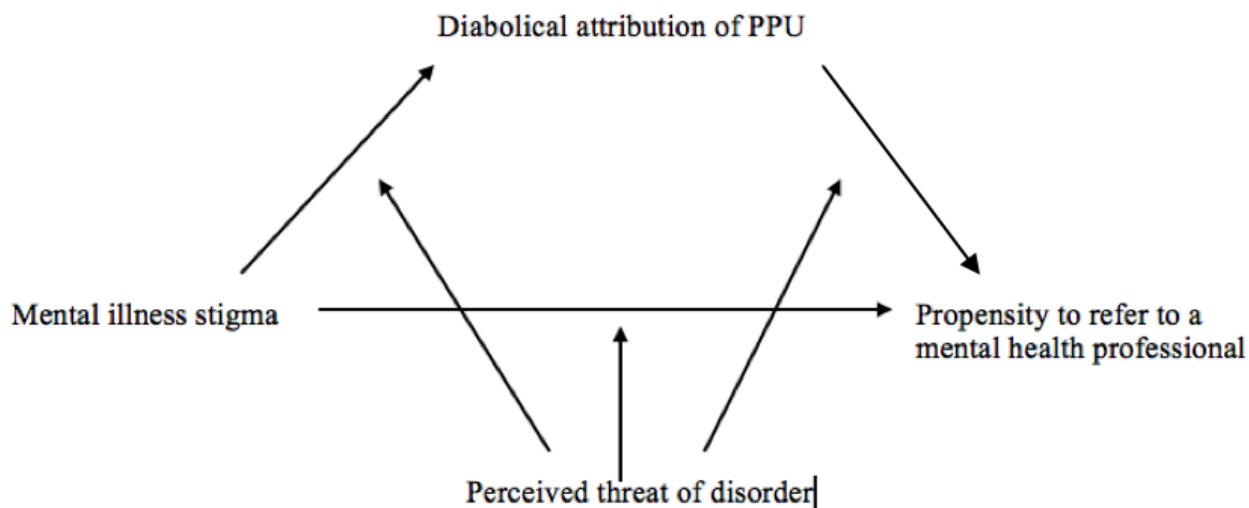 Diabolical attribution of PPU
Mental illness stigma
Propensity to refer to a
mental health professional
Perceived threat of disorder